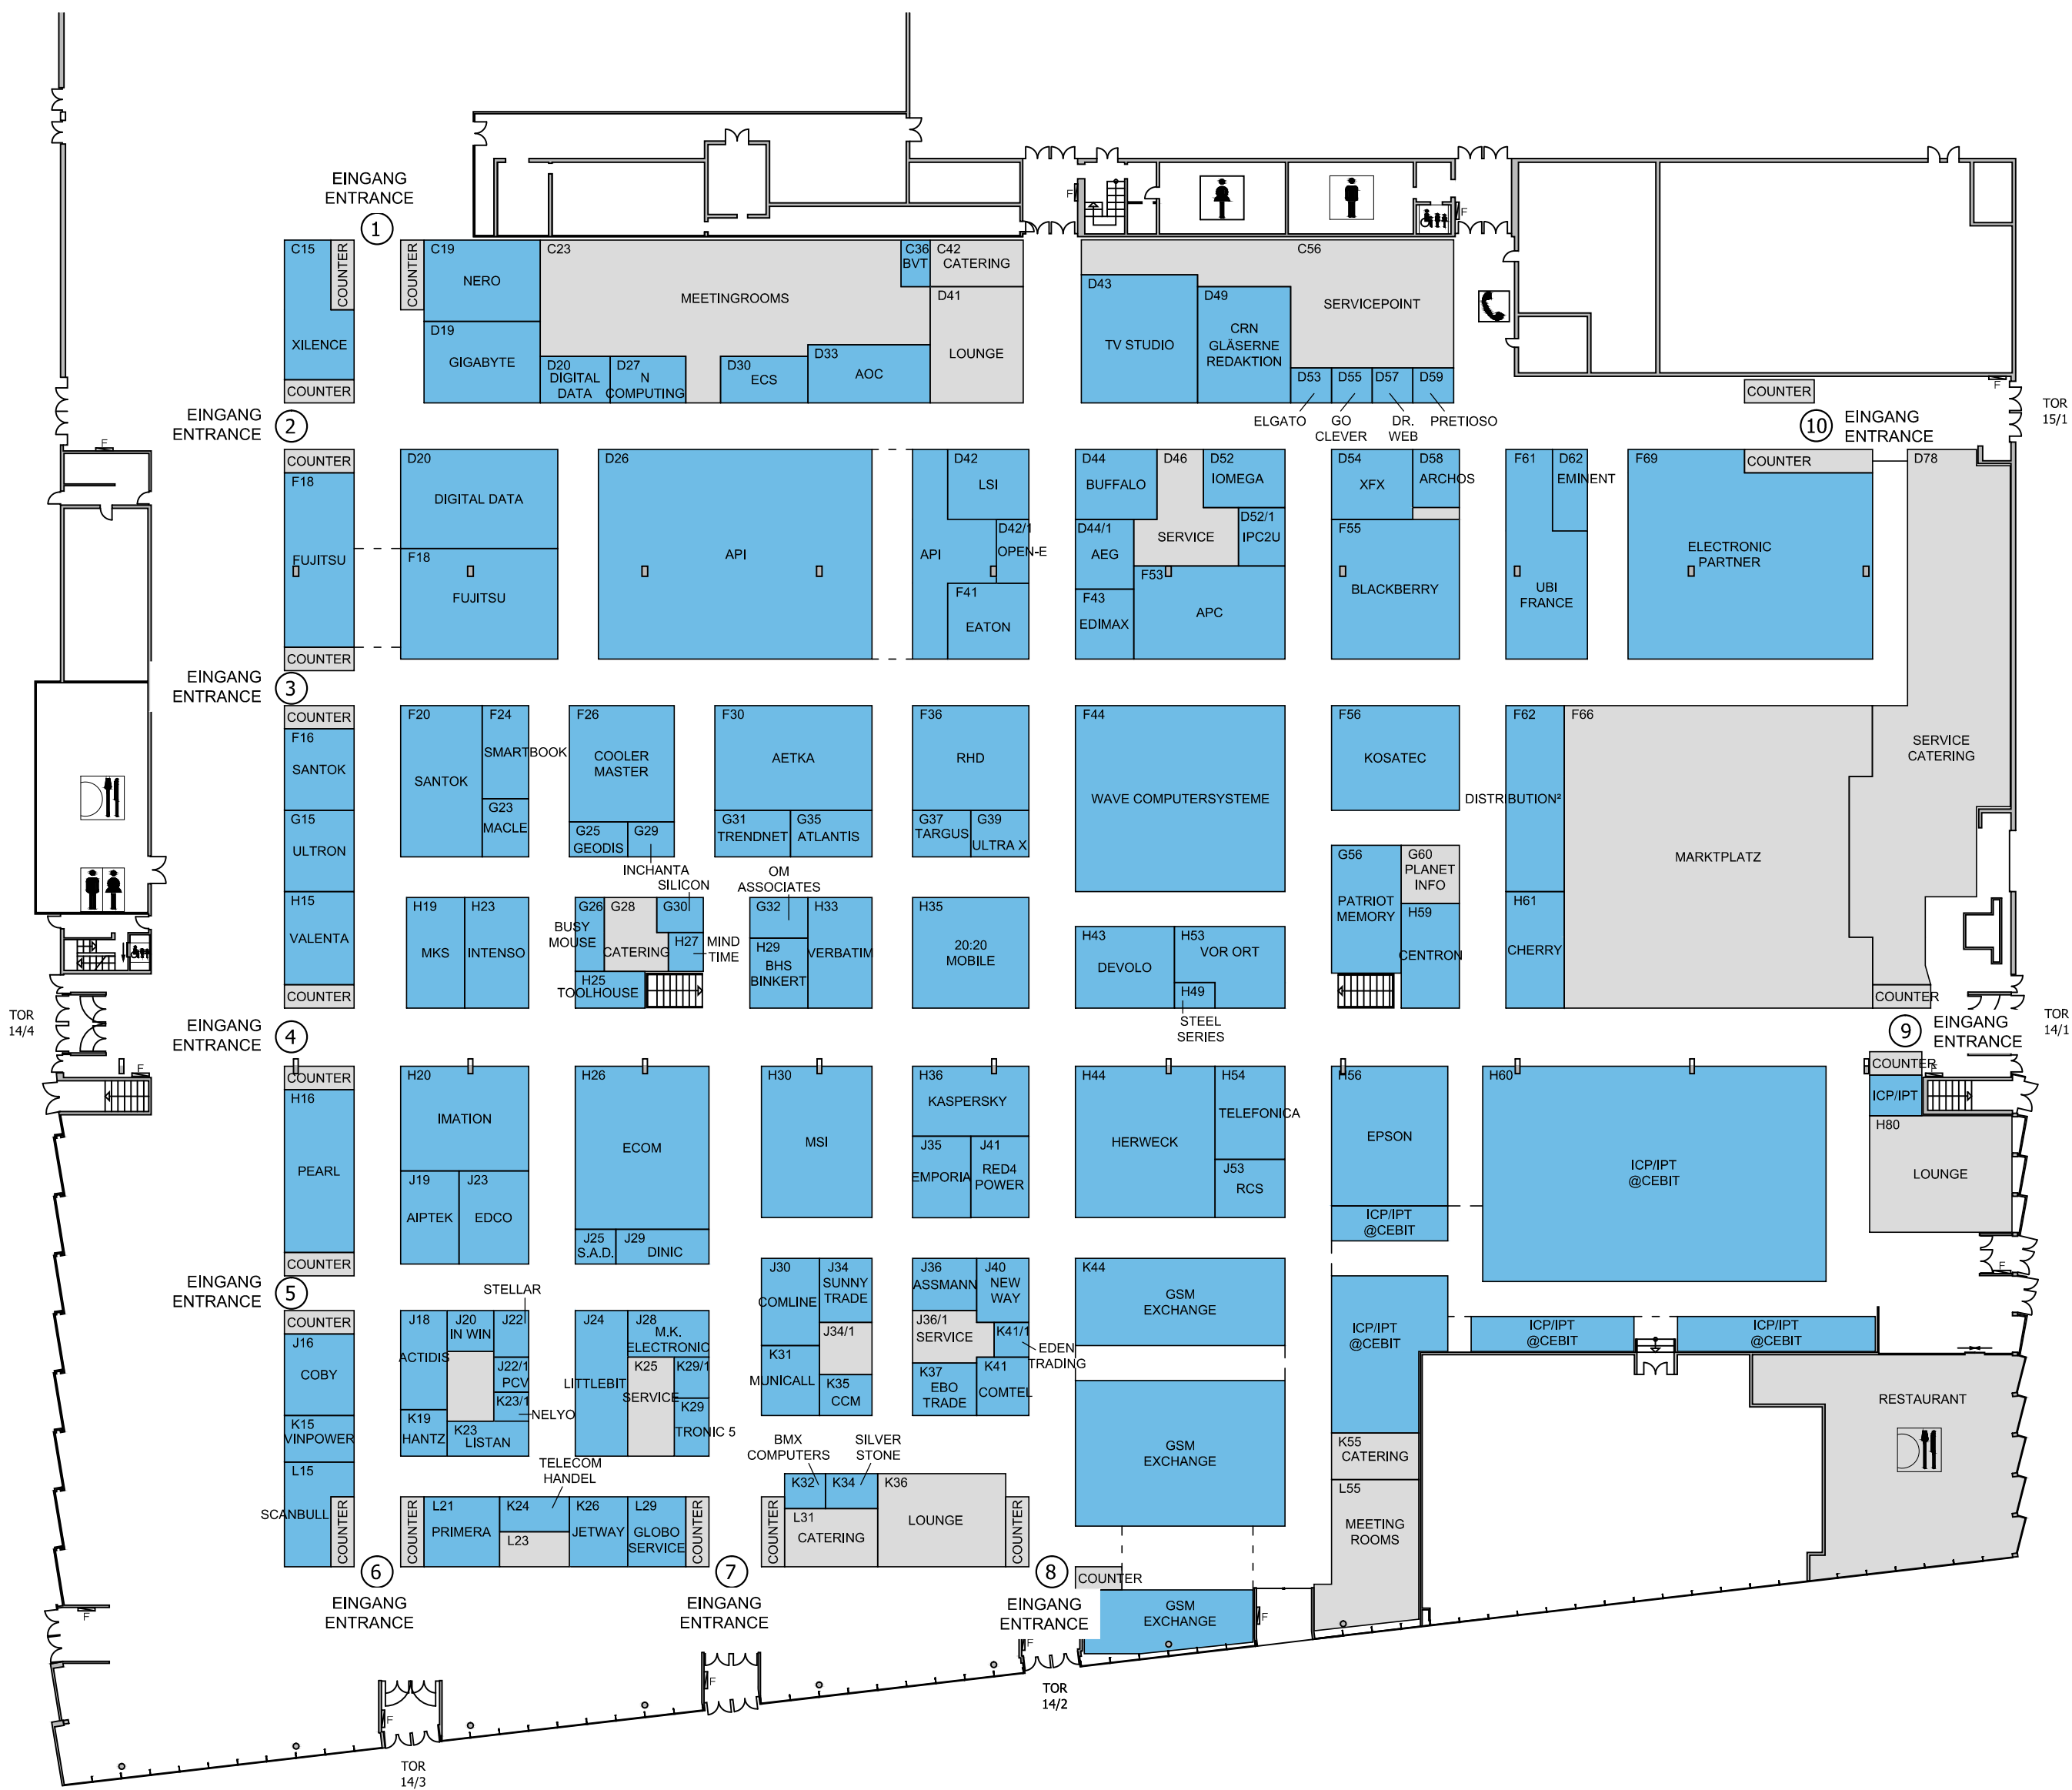 EINGANG
ENTRANCE
1
C15
COUNTER
XILENCE
COUNTER
COUNTER
C19
NERO
D19
GIGABYTE
C23
MEETINGROOMS
C36
BVT
C42
CATERING
D41
LOUNGE
D20
DIGITAL
DATA
D27
N
COMPUTING
D30
ECS
D33
AOC
C56
SERVICEPOINT
D43
TV STUDIO
D49
CRN
GLÄSERNE
REDAKTION
D53
D55
D57
D59
ELGATO
GO
CLEVER
DR.
WEB
PRETIOSO
F
F
F
COUNTER
TOR
15/1
EINGANG
ENTRANCE
2
10
EINGANG
ENTRANCE
F
COUNTER
F18
FUJITSU
COUNTER
D20
DIGITAL DATA
F18
FUJITSU
D26
API
API
D42
LSI
D42/1
OPEN-E
F41
EATON
D44
BUFFALO
D46
SERVICE
D52
IOMEGA
D52/1
IPC2U
D44/1
AEG
F43
EDIMAX
F53
APC
D54
XFX
D58
ARCHOS
F55
BLACKBERRY
F61
UBI
FRANCE
D62
EMINENT
F69
COUNTER
ELECTRONIC
PARTNER
D78
SERVICE
CATERING
EINGANG
ENTRANCE
3
COUNTER
F16
SANTOK
G15
ULTRON
H15
VALENTA
COUNTER
F20
SANTOK
F24
SMARTBOOK
G23
MACLE
F26
COOLER
MASTER
G25
GEODIS
G29
INCHANTA
F30
AETKA
G31
TRENDNET
G35
ATLANTIS
F36
RHD
G37
TARGUS
G39
ULTRA X
F44
WAVE COMPUTERSYSTEME
F56
KOSATEC
F62
DISTRIBUTION²
F66
MARKTPLATZ
G56
PATRIOT
MEMORY
G60
PLANET
INFO
H59
CENTRON
H61
CHERRY
H19
MKS
H23
INTENSO
SILICON
G26
BUSY
MOUSE
G28
CATERING
G30
H27
MIND
TIME
H25
TOOLHOUSE
OM
ASSOCIATES
G32
H29
BHS
BINKERT
H33
VERBATIM
H35
20:20
MOBILE
H43
DEVOLO
H53
VOR ORT
H49
STEEL
SERIES
COUNTER
TOR
14/4
EINGANG
ENTRANCE
4
9
EINGANG
ENTRANCE
TOR
14/1
F
F
COUNTER
H16
PEARL
COUNTER
H20
IMATION
J19
AIPTEK
J23
EDCO
H26
ECOM
J25
S.A.D.
J29
DINIC
H30
MSI
H36
KASPERSKY
J35
EMPORIA
J41
RED4
POWER
H44
HERWECK
H54
TELEFONICA
J53
RCS
H56
EPSON
ICP/IPT
@CEBIT
H60
ICP/IPT
@CEBIT
COUNTER
ICP/IPT
H80
LOUNGE
F
EINGANG
ENTRANCE
5
COUNTER
J16
COBY
K15
VINPOWER
L15
SCANBULL
COUNTER
STELLAR
J18
ACTIDIS
J20
IN WIN
J22
J22/1
PCV
K23/1
NELYO
K19
HANTZ
K23
LISTAN
J24
LITTLEBIT
J28
M.K.
ELECTRONIC
K25
SERVICE
K29/1
K29
TRONIC 5
J30
COMLINE
J34
SUNNY
TRADE
J34/1
K31
MUNICALL
K35
CCM
J36
ASSMANN
J40
NEW
WAY
J36/1
SERVICE
K41/1
EDEN
TRADING
K37
EBO
TRADE
K41
COMTEL
K44
GSM
EXCHANGE
GSM
EXCHANGE
ICP/IPT
@CEBIT
ICP/IPT
@CEBIT
ICP/IPT
@CEBIT
RESTAURANT
K55
CATERING
L55
MEETING
ROOMS
TELECOM
HANDEL
COUNTER
L21
PRIMERA
K24
L23
K26
JETWAY
L29
GLOBO
SERVICE
COUNTER
BMX
COMPUTERS
SILVER
STONE
COUNTER
K32
K34
L31
CATERING
K36
LOUNGE
COUNTER
6
EINGANG
ENTRANCE
7
EINGANG
ENTRANCE
8
EINGANG
ENTRANCE
COUNTER
GSM
EXCHANGE
F
F
F
F
F
TOR
14/2
TOR
14/3